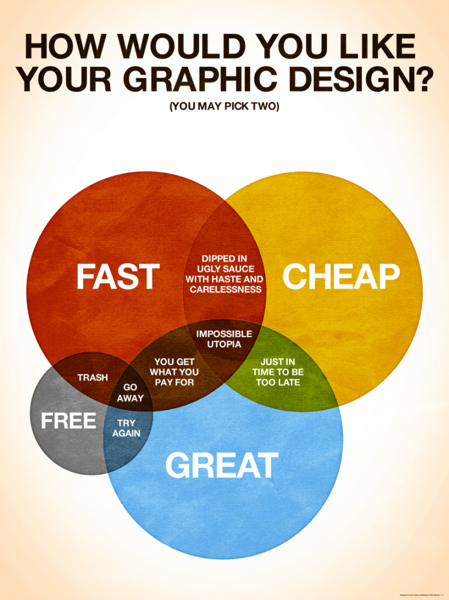 HOW WOULD YOU LIKE
YOUR GRAPHIC DESIGN?
(YOU MAY PICK TWO)
FAST
DIPPED IN
UGLY SAUCE
WITH HASTE AND
CARELESSNESS
CHEAP
IMPOSSIBLE
UTOPIA
YOU GET
WHAT YOU
PAY FOR
JUST IN
TIME TO BE
TOO LATE
TRASH
GO
AWAY
FREE
TRY
AGAIN
GREAT